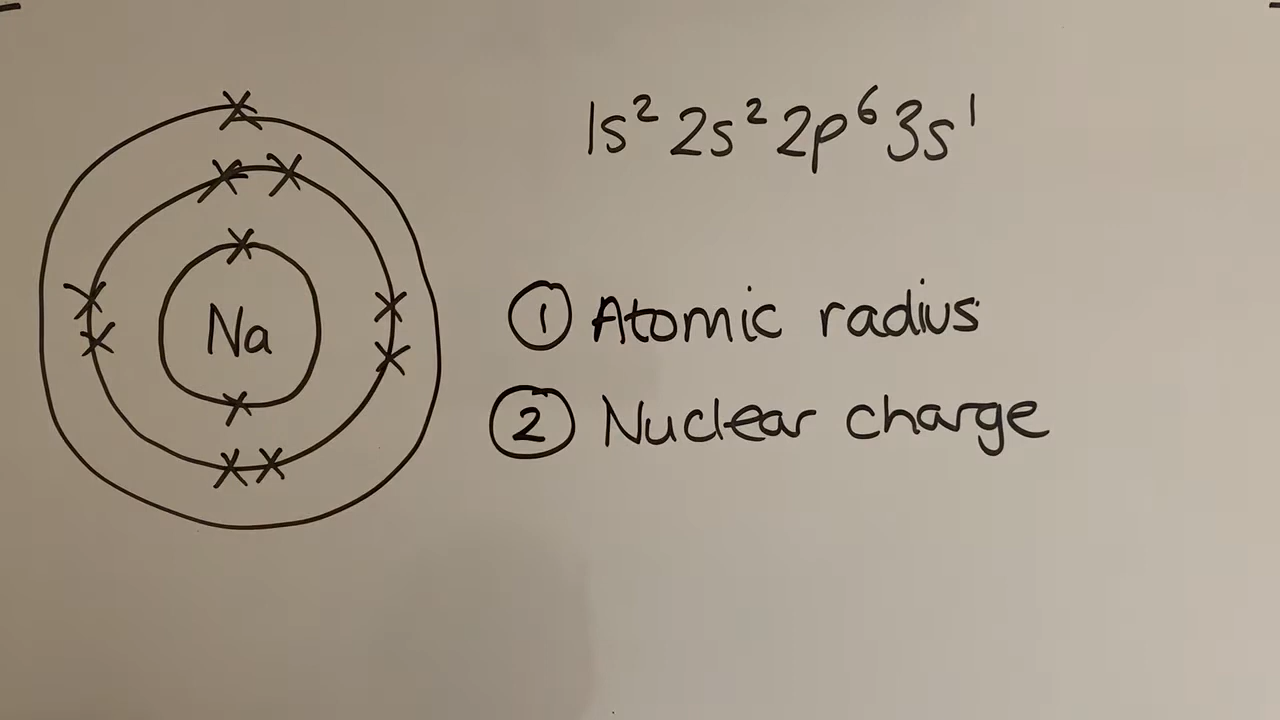 Na
1s² 2s² 2p⁶ 3s¹
① Atomic radius
② Nuclear charge